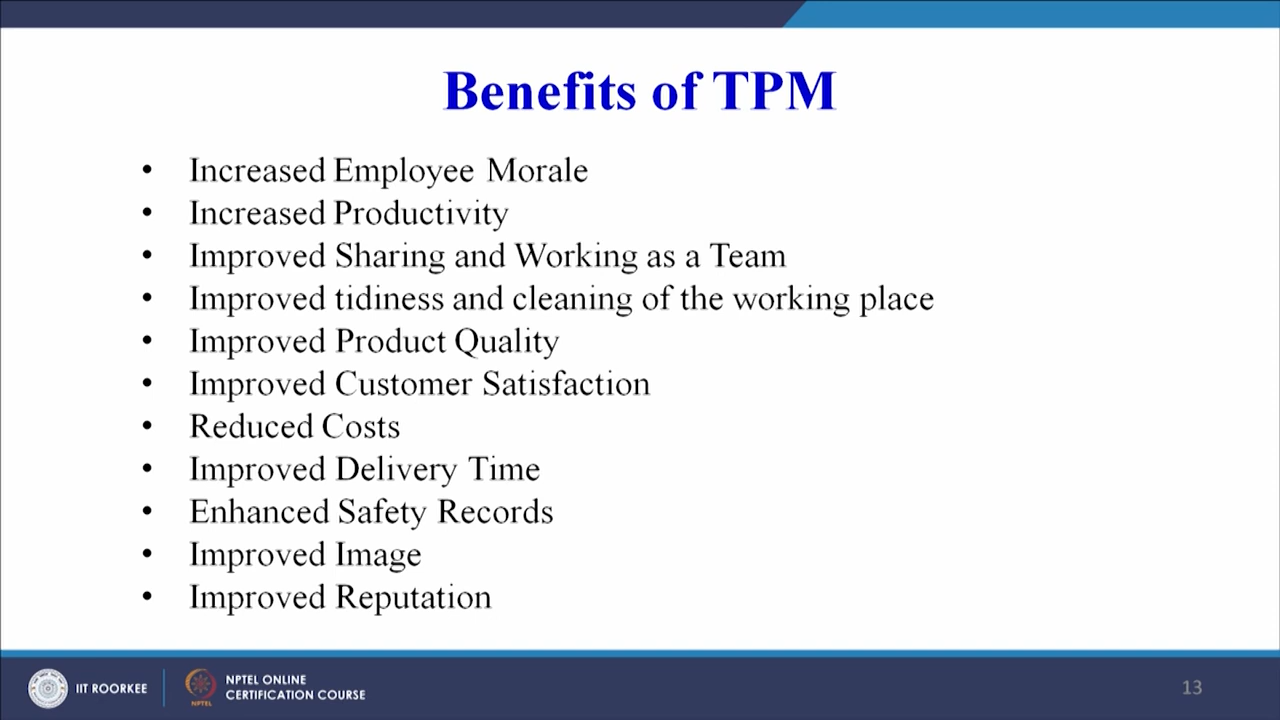 Benefits of TPM
• Increased Employee Morale
• Increased Productivity
• Improved Sharing and Working as a Team
• Improved tidiness and cleaning of the working place
• Improved Product Quality
• Improved Customer Satisfaction
• Reduced Costs
• Improved Delivery Time
• Enhanced Safety Records
• Improved Image
• Improved Reputation
IIT ROORKEE
NPTEL
NPTEL ONLINE
CERTIFICATION COURSE
13